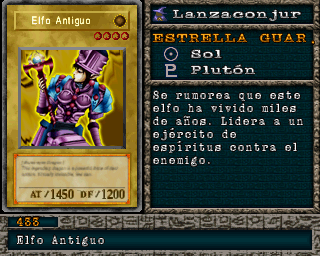 Elfo Antiguo
AT/1450 DF/1200
Lanzaconjur
ESTRELLA GUAR.
Sol
Plutón
Se rumorea que este
elfo ha vivido miles
de años. Lidera a un
ejército de
espíritus contra el
enemigo.
433
Elfo Antiguo